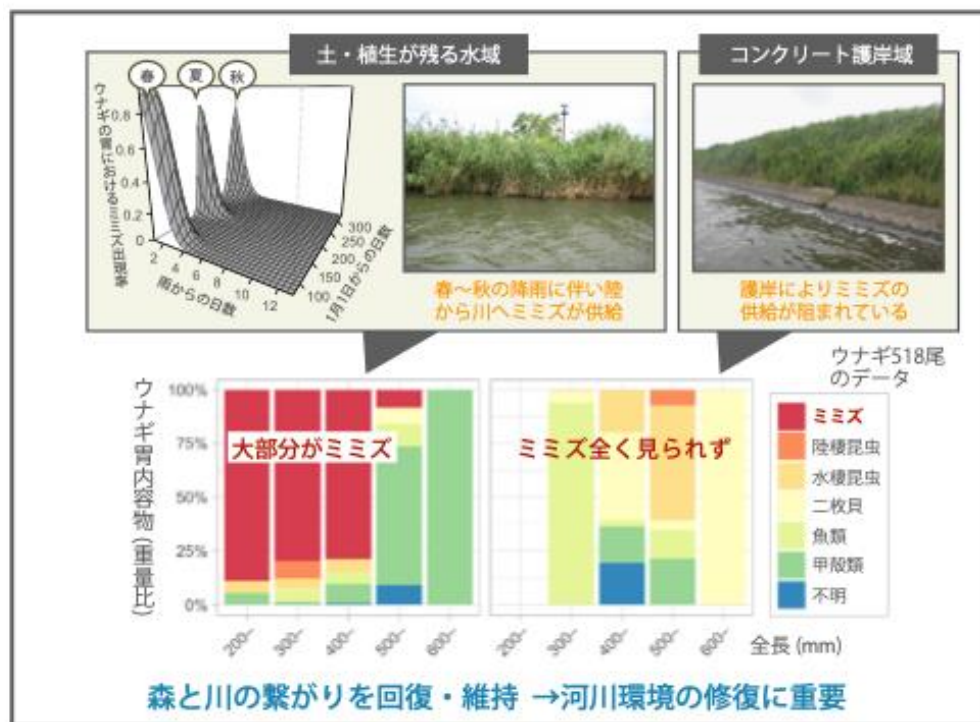 土・植生が残る水域
コンクリート護岸域
春
夏
秋
ウナギの胃におけるミミズ出現率
0.8
0.6
0.4
0.2
0
2
4
6
8
10
12
雨からの日数
100
150
200
250
300
1月1日からの日数
春〜秋の降雨に伴い陸
から川へミミズが供給
護岸によりミミズの
供給が阻まれている
ウナギ518尾
のデータ
ウナギ胃内容物(重量比)
100%
75%
50%
25%
0%
大部分がミミズ
ミミズ全く見られず
ミミズ
陸棲昆虫
水棲昆虫
二枚貝
魚類
甲殻類
不明
200~
300~
400~
500~
600~
200~
300~
400~
500~
600~
全長 (mm)
森と川の繋がりを回復・維持 →河川環境の修復に重要